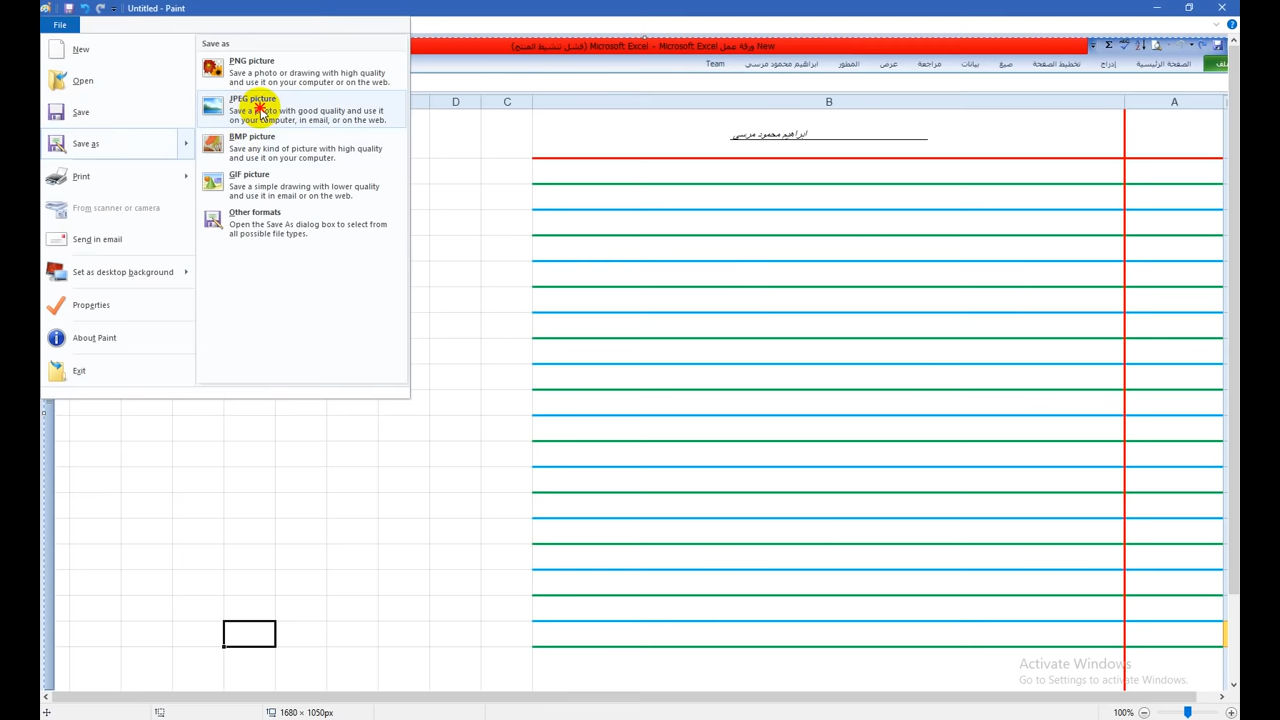 Untitled - Paint
File
New
Open
Save
Save as
Print
From scanner or camera
Send in email
Set as desktop background
Properties
About Paint
Exit
Save as
PNG picture
Save a photo or drawing with high quality
and use it on your computer or on the web.
JPEG picture
Save a photo with good quality and use it
on your computer, in email, or on the web.
BMP picture
Save any kind of picture with high quality
and use it on your computer.
GIF picture
Save a simple drawing with lower quality
and use it in email or on the web.
Other formats
Open the Save As dialog box to select from
all possible file types.
New ورقة عمل Microsoft Excel - Microsoft Excel (فشل تنشيط المنتج)
الصفحة الرئيسية إدراج تخطيط الصفحة صيغ بيانات مراجعة عرض المطور ابراهيم محمود مرسي Team
D C B A
ابراهيم محمود مرسي
Activate Windows
Go to Settings to activate Windows.
1680 × 1050px
100%